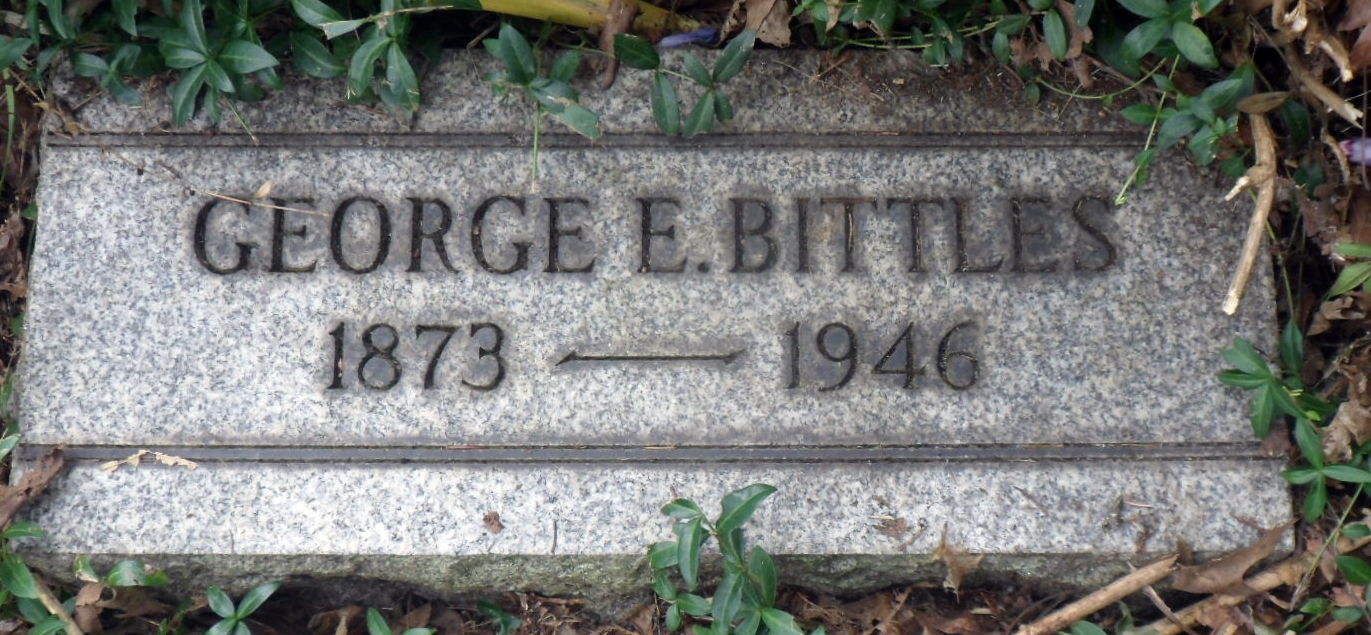 GEORGE E. BITTLES
1873 — 1946